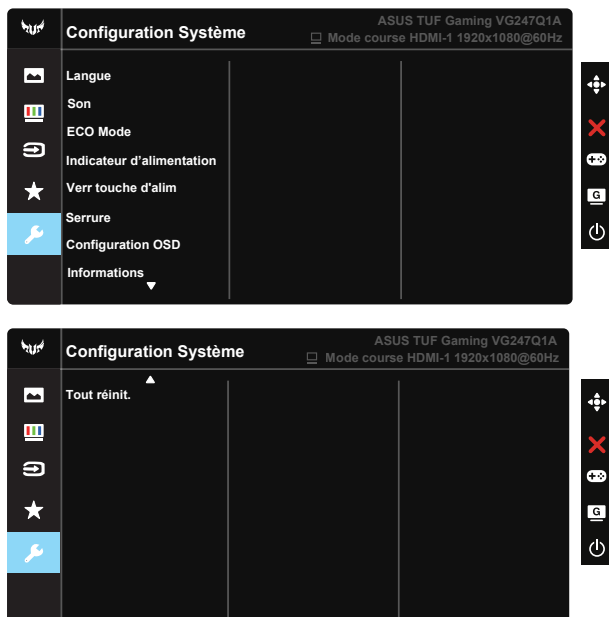 Configuration Système
ASUS TUF Gaming VG247Q1A
Mode course HDMI-1 1920x1080@60Hz
Langue
Son
ECO Mode
Indicateur d’alimentation
Verr touche d'alim
Serrure
Configuration OSD
Informations
G
Configuration Système
ASUS TUF Gaming VG247Q1A
Mode course HDMI-1 1920x1080@60Hz
Tout réinit.
G